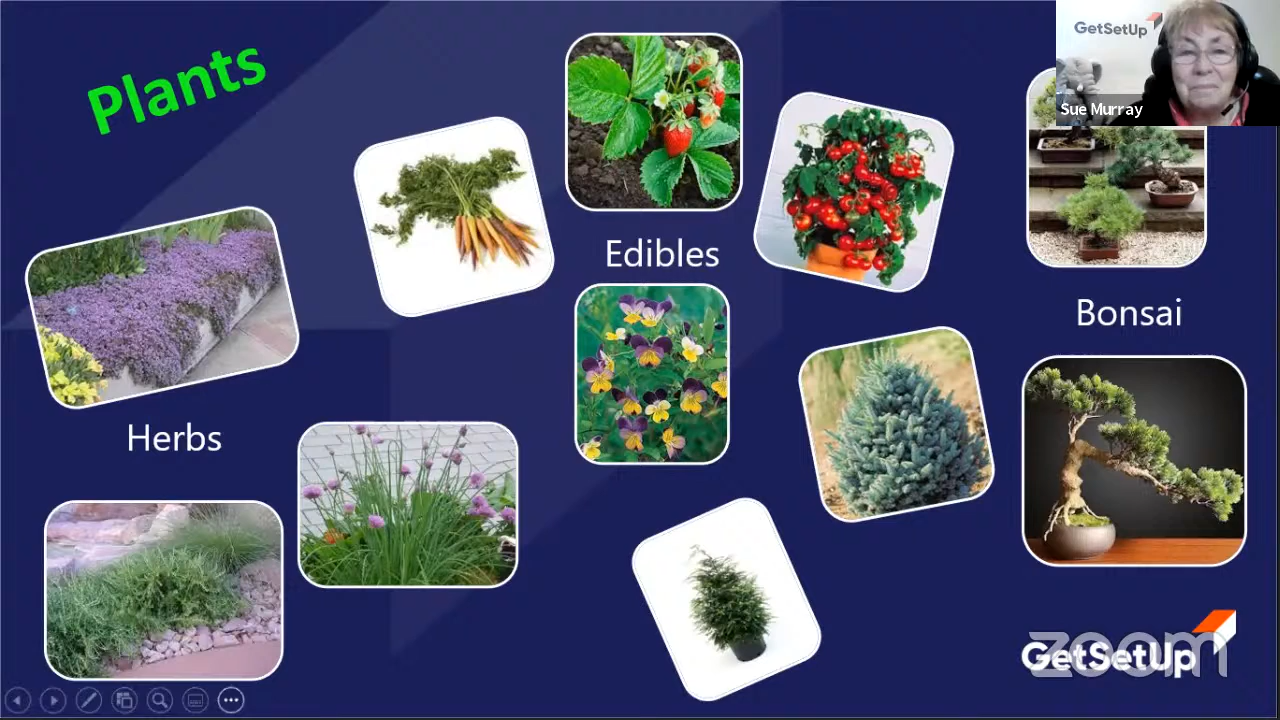 Plants
GetSetUp
Sue Murray
Edibles
Bonsai
Herbs
GetSetUp
zoom